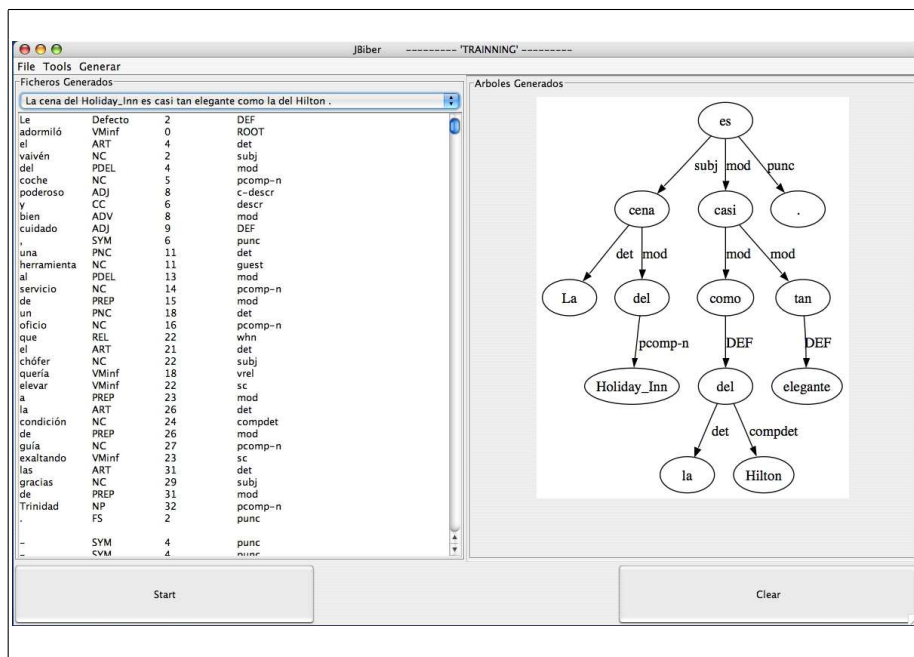 JBiber --------- 'TRAINNING' ---------
File Tools Generar
Ficheros Generados
La cena del Holiday_Inn es casi tan elegante como la del Hilton .
Le Defecto 2 DEF
adormiló VMinf 0 ROOT
el ART 4 det
vaivén NC 2 subj
del PDEL 4 mod
coche NC 5 pcomp-n
poderoso ADJ 8 c-descr
y CC 6 descr
bien ADV 8 mod
cuidado ADJ 9 DEF
, SYM 6 punc
una PNC 11 det
herramienta NC 11 guest
al PDEL 13 mod
servicio NC 14 pcomp-n
de PREP 15 mod
un PNC 18 det
oficio NC 16 pcomp-n
que REL 22 whn
el ART 21 det
chófer NC 22 subj
quería VMinf 18 vrel
elevar VMinf 22 sc
a PREP 23 mod
la ART 26 det
condición NC 24 compdet
de PREP 26 mod
guía NC 27 pcomp-n
exaltando VMinf 23 sc
las ART 31 det
gracias NC 29 subj
de PREP 31 mod
Trinidad NP 32 pcomp-n
. FS 2 punc
- SYM 4 punc
- SYM 4 punc
Arboles Generados
es
subj mod punc
cena casi .
det mod mod mod
La del como tan
pcomp-n DEF DEF
Holiday_Inn del elegante
det compdet
la Hilton
Start Clear